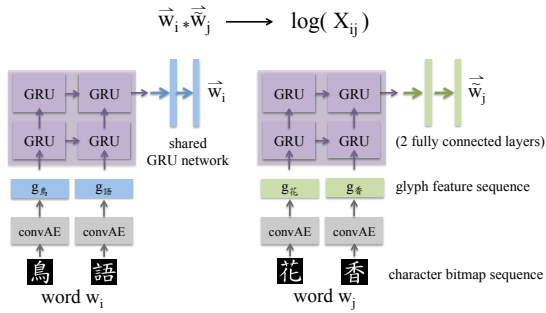 w⃗ᵢ * w̃⃗ⱼ ⟶ log( Xᵢⱼ )
GRU GRU w⃗ᵢ GRU GRU w̃⃗ⱼ
GRU GRU shared GRU network GRU GRU (2 fully connected layers)
g鳥 g語 g花 g香 glyph feature sequence
convAE convAE convAE convAE
鳥 語 花 香 character bitmap sequence
word wᵢ word wⱼ